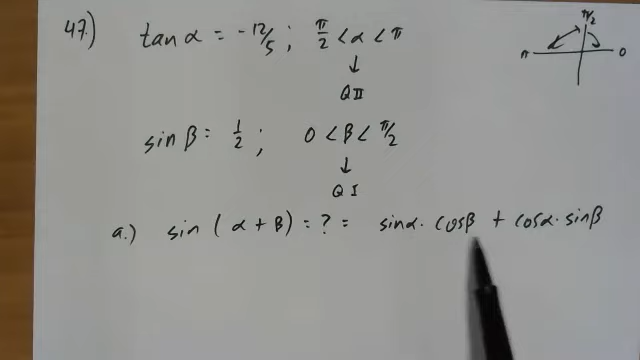 47.) tan α = -12/5 ; π/2 < α < π
π/2
π 0
↓
QII
sin β = 1/2 ; 0 < β < π/2
↓
QI
a.) sin ( α + β ) = ? = sinα · cosβ + cosα · sinβ